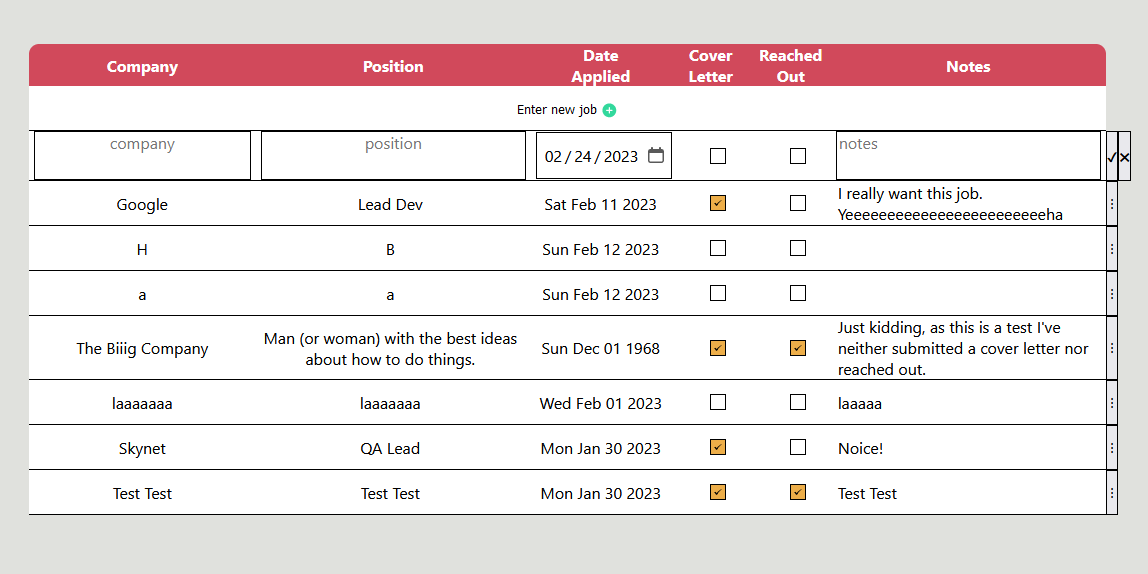 Company Position Date Applied Cover Letter Reached Out Notes
Enter new job
company position 02/24/2023 notes
Google Lead Dev Sat Feb 11 2023 I really want this job.
Yeeeeeeeeeeeeeeeeeeeeeeeeha
H B Sun Feb 12 2023
a a Sun Feb 12 2023
The Biiig Company Man (or woman) with the best ideas about how to do things. Sun Dec 01 1968 Just kidding, as this is a test I've
neither submitted a cover letter nor
reached out.
laaaaaaa laaaaaaa Wed Feb 01 2023 laaaaa
Skynet QA Lead Mon Jan 30 2023 Noice!
Test Test Test Test Mon Jan 30 2023 Test Test